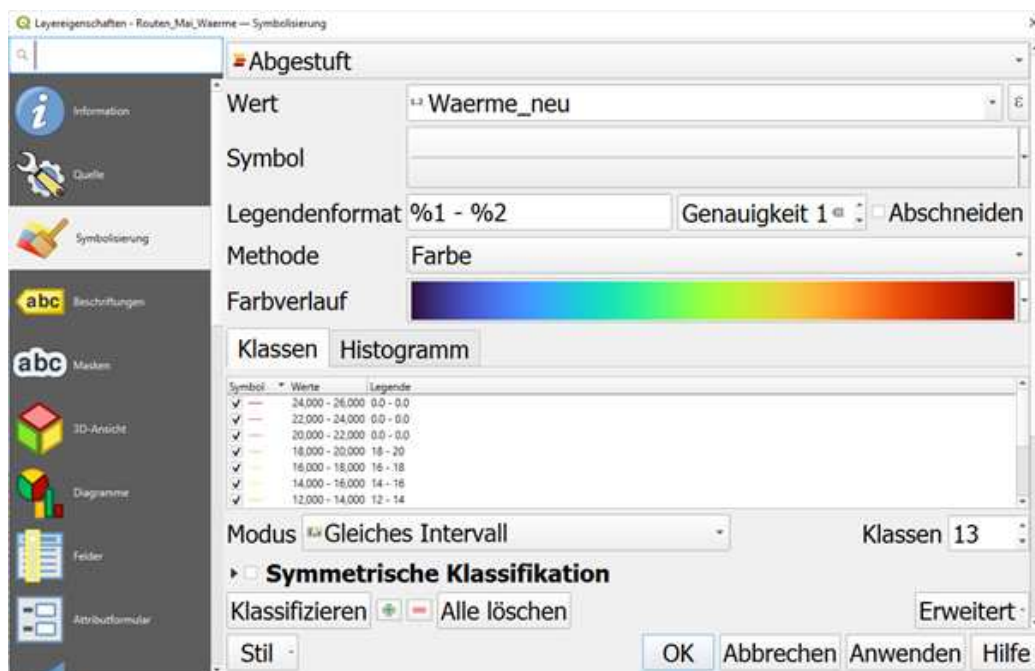 Layereigenschaften - Routen_Mai_Waerme — Symbolisierung
Information
Quelle
Symbolisierung
abc Beschriftungen
abc Masken
3D-Ansicht
Diagramme
Felder
Attributformular
Abgestuft
Wert 1.2 Waerme_neu ε
Symbol
Legendenformat %1 - %2 Genauigkeit 1 Abschneiden
Methode Farbe
Farbverlauf
Klassen Histogramm
Symbol Werte Legende
24,000 - 26,000 0.0 - 0.0
22,000 - 24,000 0.0 - 0.0
20,000 - 22,000 0.0 - 0.0
18,000 - 20,000 18 - 20
16,000 - 18,000 16 - 18
14,000 - 16,000 14 - 16
12,000 - 14,000 12 - 14
Modus Gleiches Intervall Klassen 13
Symmetrische Klassifikation
Klassifizieren Alle löschen Erweitert
Stil OK Abbrechen Anwenden Hilfe